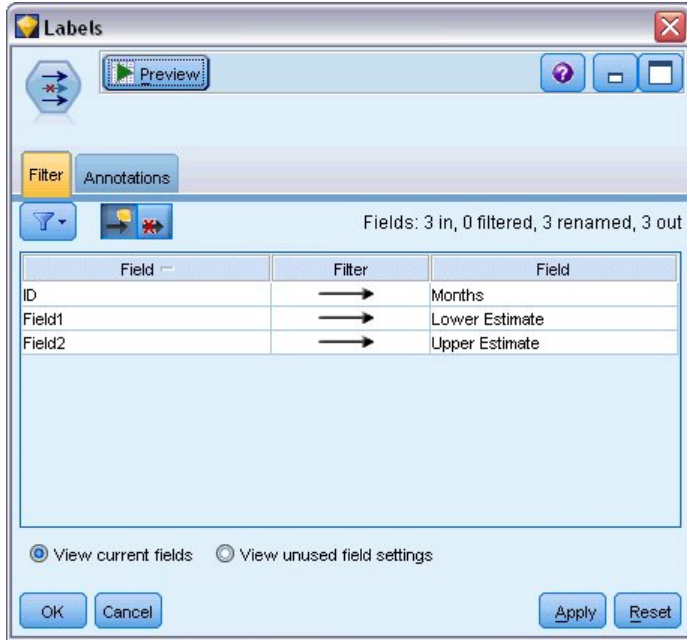 Labels
Preview
Filter Annotations
Fields: 3 in, 0 filtered, 3 renamed, 3 out
Field Filter Field
ID Months
Field1 Lower Estimate
Field2 Upper Estimate
View current fields View unused field settings
OK Cancel Apply Reset